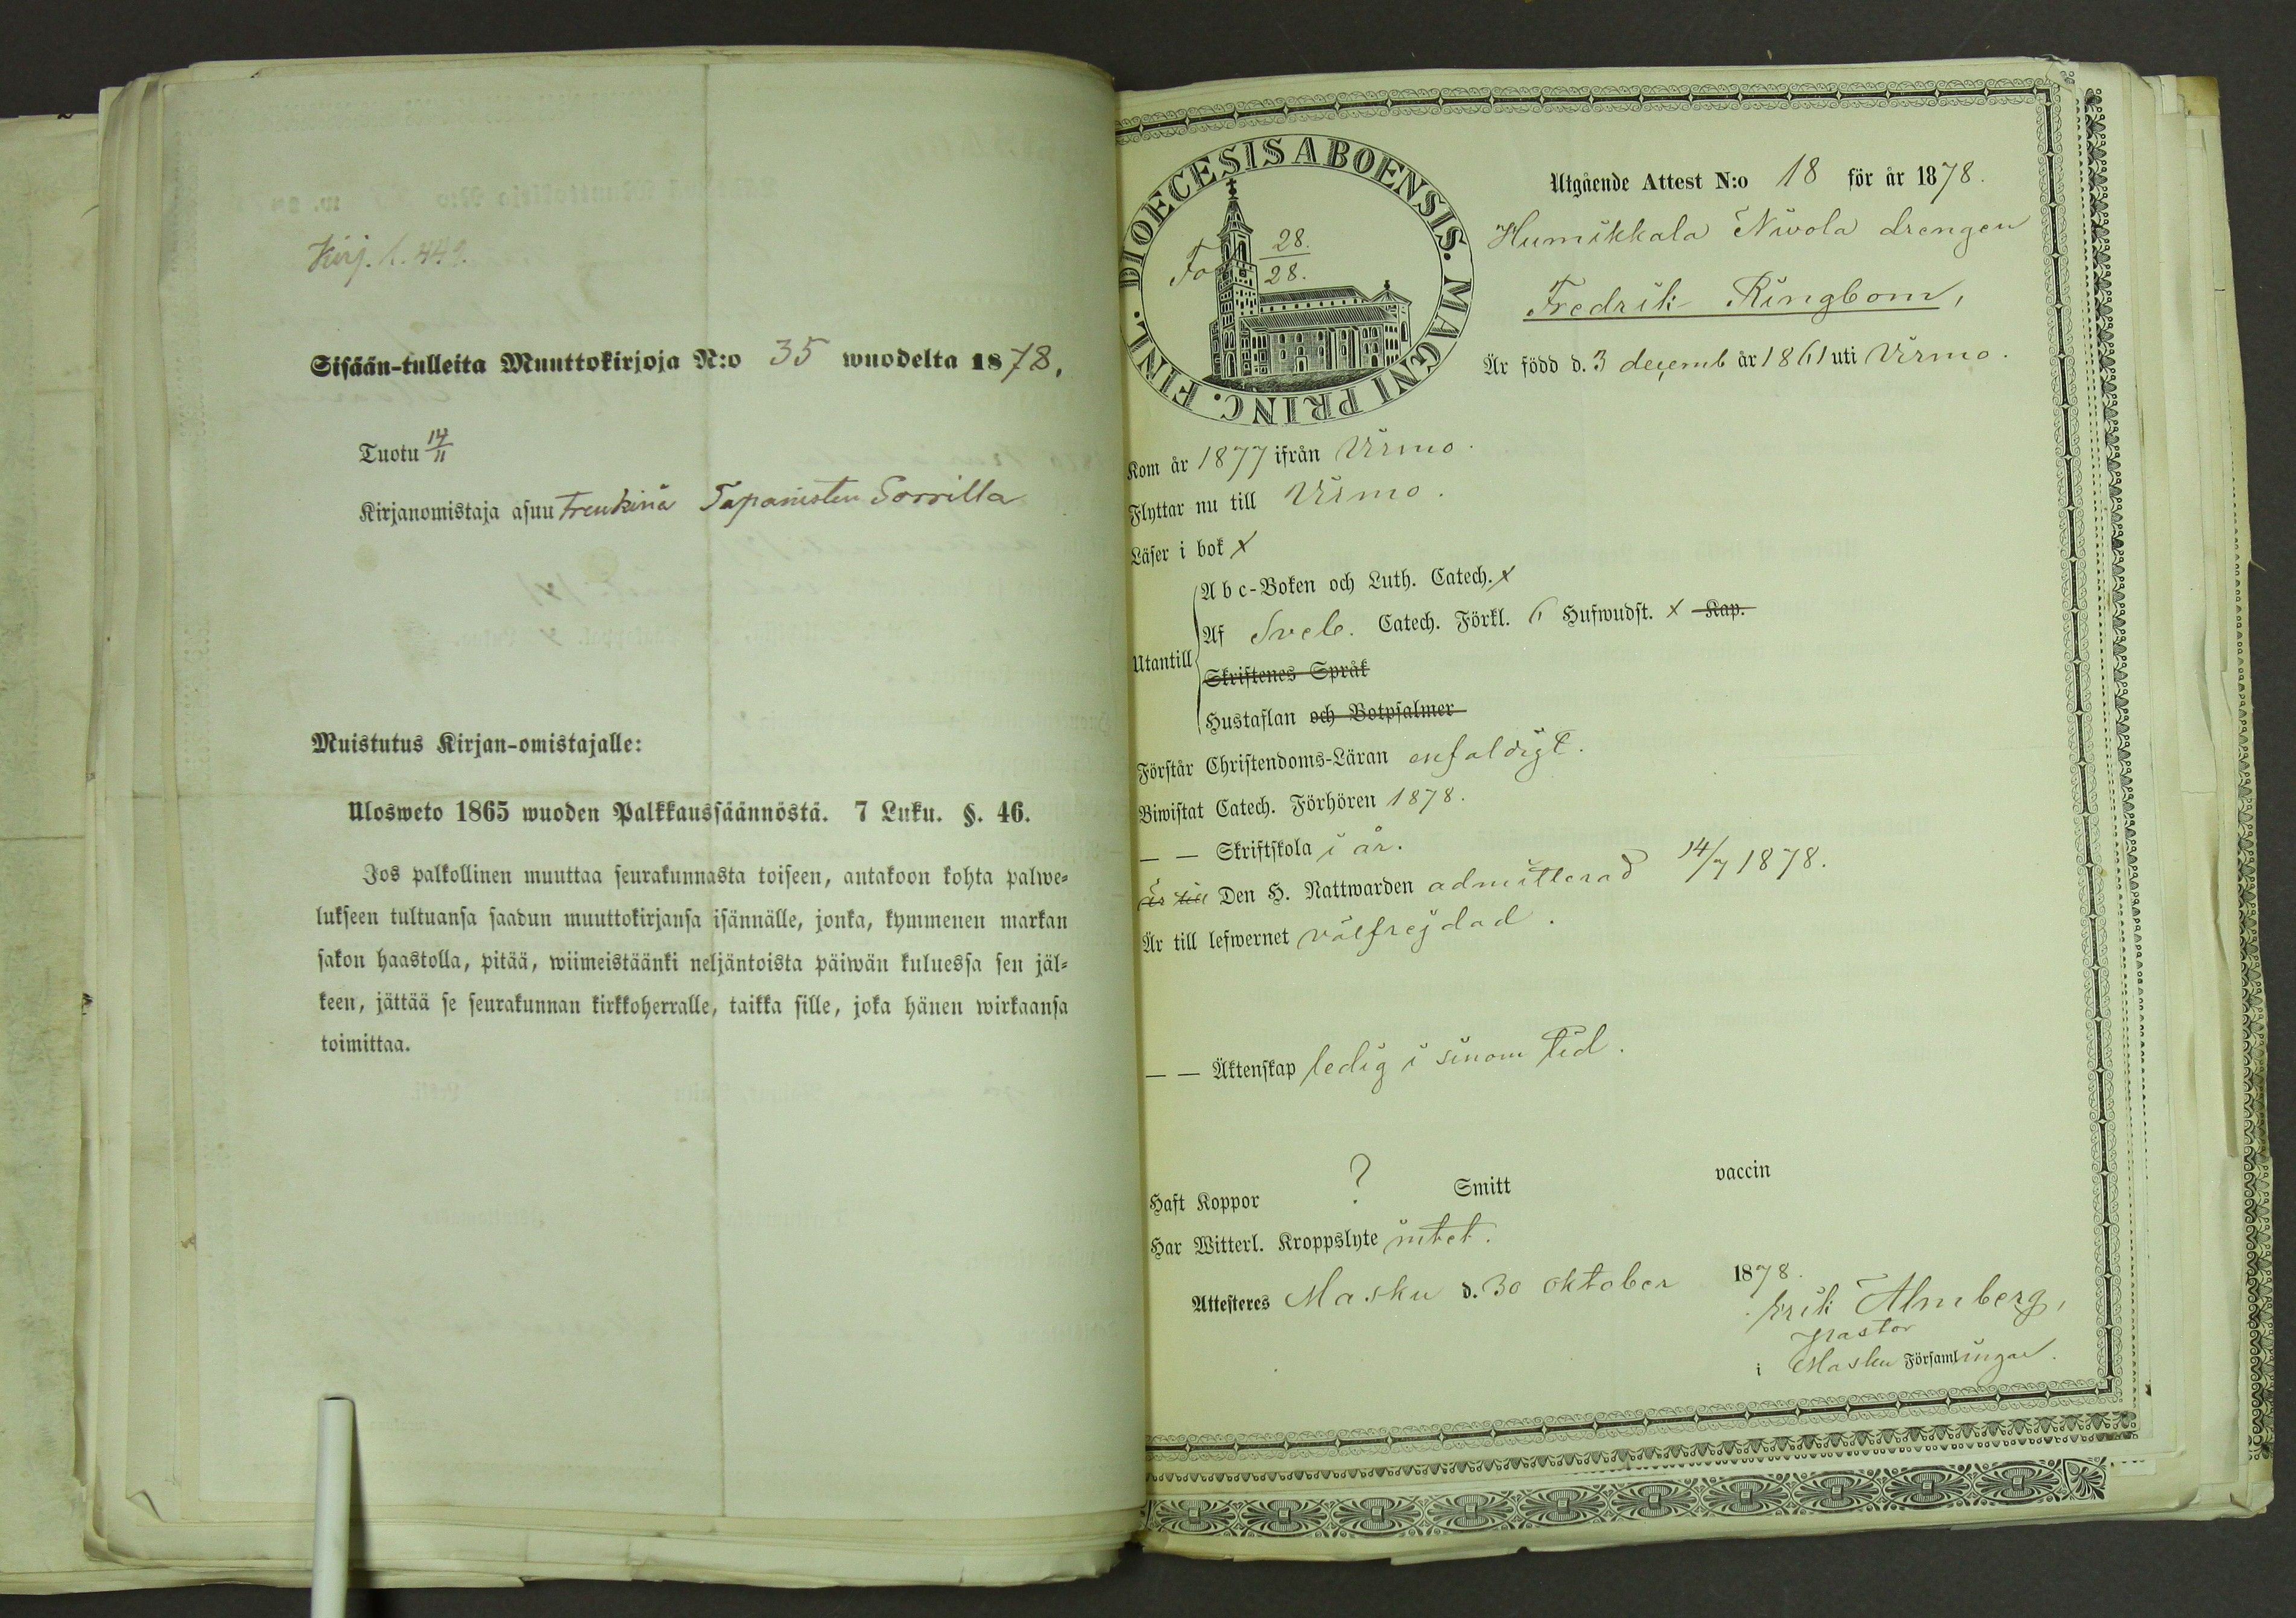 Kirj. s. 449.
Sisään-tulleita Muuttokirjoja N:o 35 wuodelta 1878.
Tuotu 14/11
Kirjanomistaja asuu Trenkinä Tapanisten Sorrilla
Muistutus Kirjan-omistajalle:
Ulosweto 1865 wuoden Palkkaussäännöstä. 7 Luku. §. 46.
Jos palkollinen muuttaa seurakunnasta toiseen, antakoon kohta palwe-
lukseen tultuansa saadun muuttokirjansa isännälle, jonka, kymmenen markan
sakon haastolla, pitää, wiimeistäänki neljäntoista päiwän kuluessa sen jäl-
keen, jättää se seurakunnan kirkkoherralle, taikka sille, joka hänen wirkaansa
toimittaa.
DIOECESIS ABOENSIS. MAGNI PRINC. FINL.
Fol 28./28.
Utgående Attest N:o 18 för år 1878.
Humikkala Nivola drengen
Fredrik Ringbom,
Är född d. 3 decemb år 1861 uti Virmo.
Kom år 1877 ifrån Virmo.
Flyttar nu till Virmo.
Läser i bok x
Utantill
A b c-Boken och Luth. Catech. x
Af Sveb. Catech. Förkl. 6 Hufwudst. x Kap.
Skriftenes Språk
Hustaflan och Botpsalmer
Förstår Christendoms-Läran enfaldigt.
Biwistat Catech. Förhören 1878.
— — Skriftskola i år.
Är till Den H. Nattwarden admitterad 14/7 1878.
Är till lefwernet välfrejdad.
— — Äktenskap ledig i sinom tid.
Haft Koppor ? Smitt vaccin
Har Witterl. Kroppslyte intet.
Attesteres Masku d. 30 oktober 1878.
Erik Almberg,
Pastor
i Masku Församlingar.